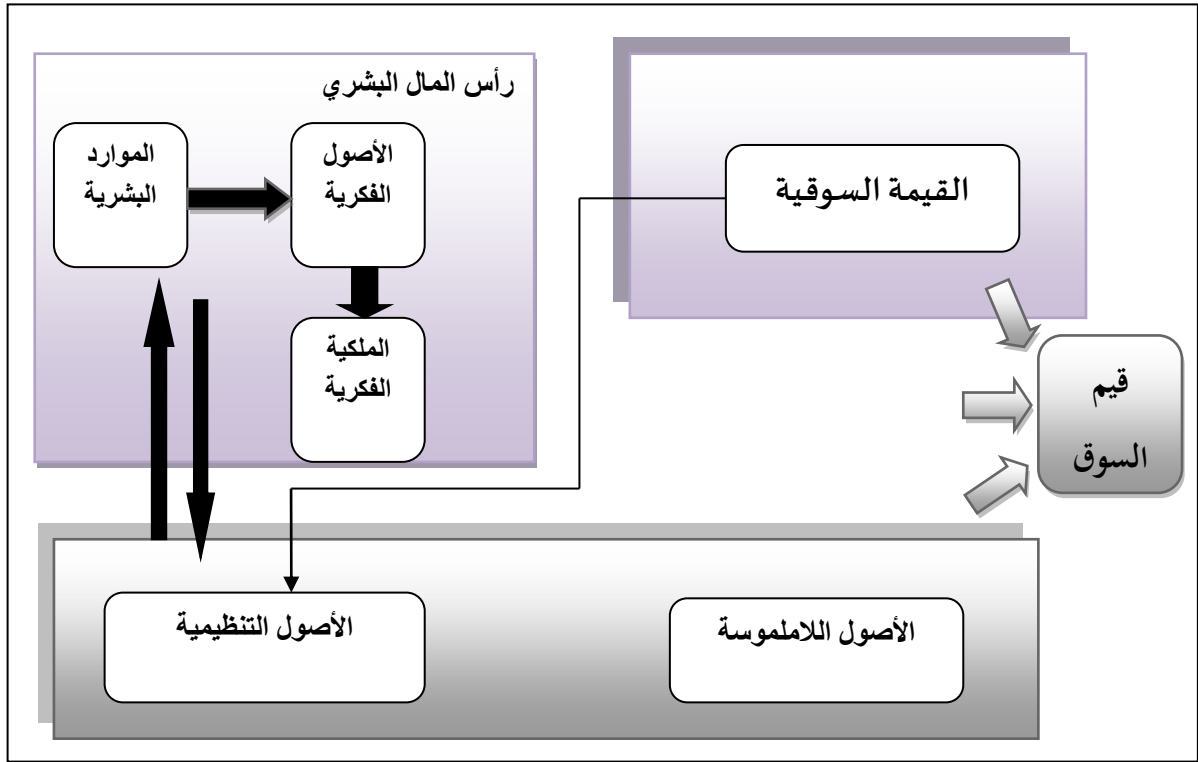 رأس المال البشري
الموارد
البشرية
الأصول
الفكرية
الملكية
الفكرية
القيمة السوقية
قيم
السوق
الأصول التنظيمية
الأصول اللاملموسة